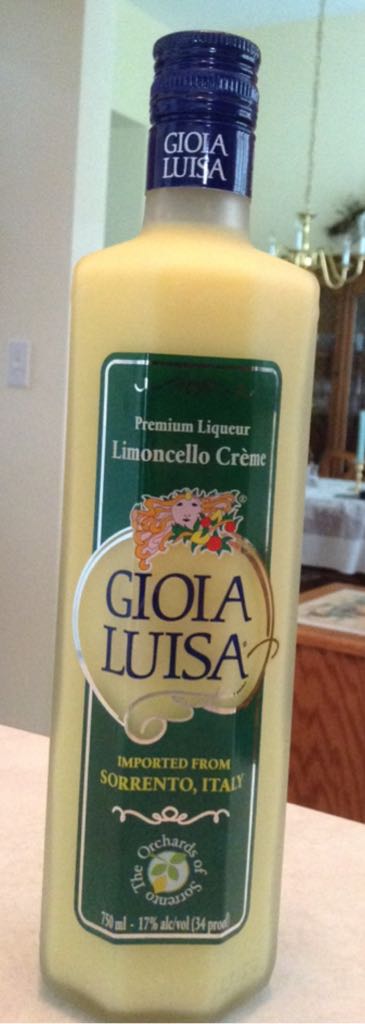 GIOIA
LUISA
Premium Liqueur
Limoncello Crème
GIOIA
LUISA
IMPORTED FROM
SORRENTO, ITALY
The Orchards of Sorrento
750 ml - 17% alc/vol (34 proof)